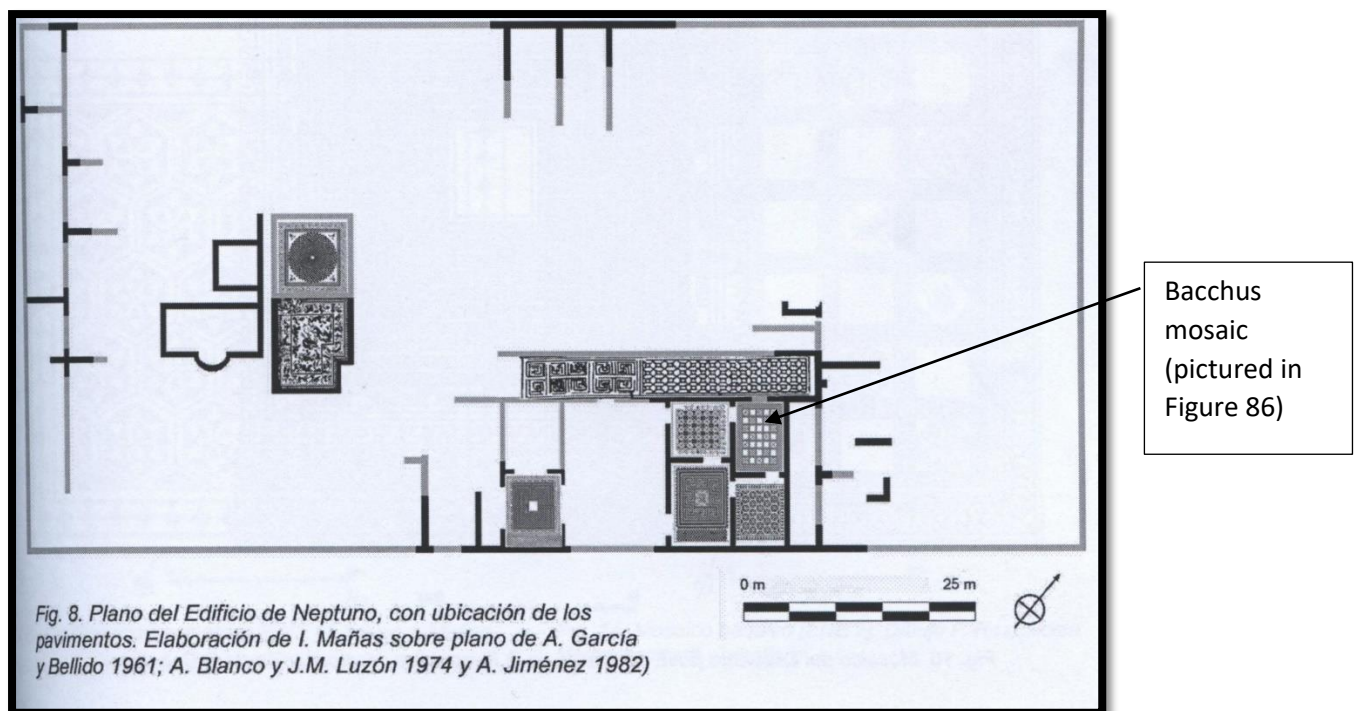 Bacchus
mosaic
(pictured in
Figure 86)
0 m 25 m
Fig. 8. Plano del Edificio de Neptuno, con ubicación de los
pavimentos. Elaboración de I. Mañas sobre plano de A. García
y Bellido 1961; A. Blanco y J.M. Luzón 1974 y A. Jiménez 1982)